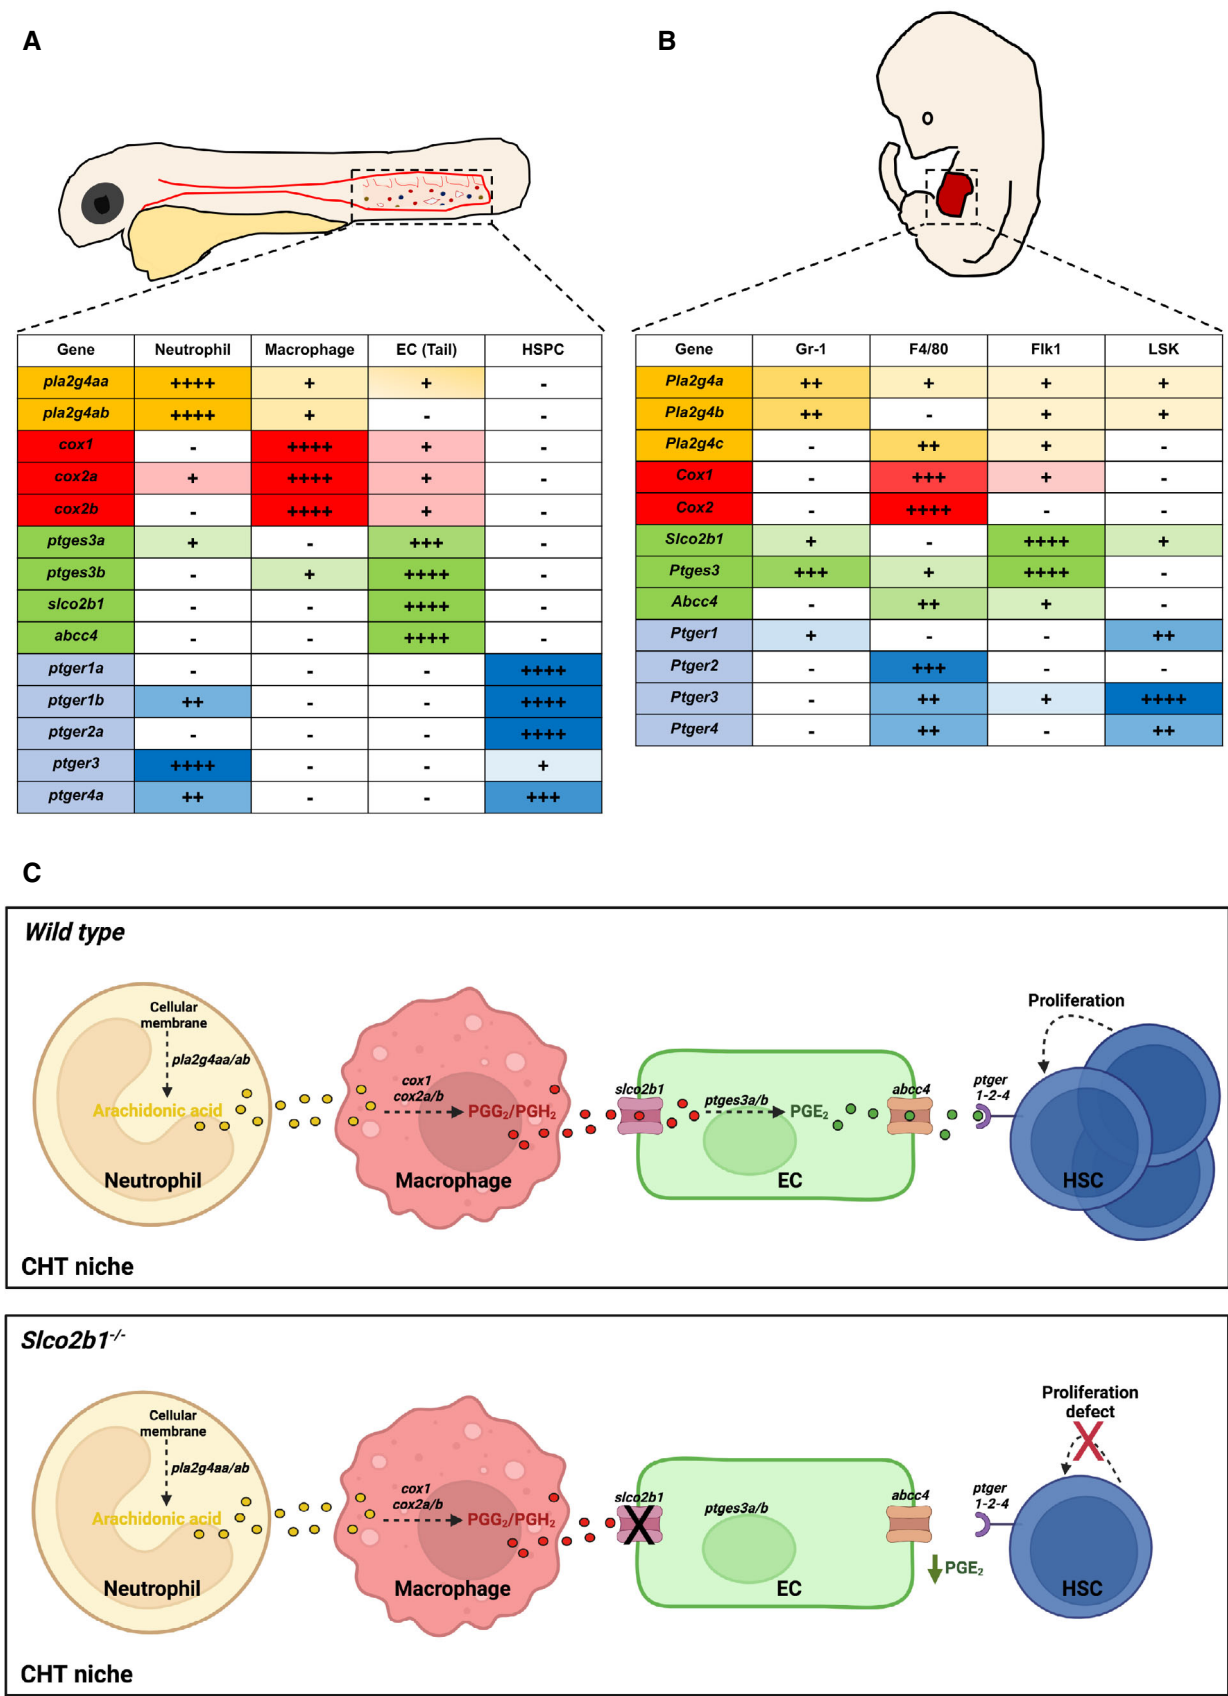 A
Gene Neutrophil Macrophage EC (Tail) HSPC
pla2g4aa ++++ + + -
pla2g4ab ++++ + - -
cox1 - ++++ + -
cox2a + ++++ + -
cox2b - ++++ + -
ptges3a + - +++ -
ptges3b - + ++++ -
slco2b1 - - ++++ -
abcc4 - - ++++ -
ptger1a - - - ++++
ptger1b ++ - - ++++
ptger2a - - - ++++
ptger3 ++++ - - +
ptger4a ++ - - +++
B
Gene Gr-1 F4/80 Flk1 LSK
Pla2g4a ++ + + +
Pla2g4b ++ - + +
Pla2g4c - ++ + -
Cox1 - +++ + -
Cox2 - ++++ - -
Slco2b1 + - ++++ +
Ptges3 +++ + ++++ -
Abcc4 - ++ + -
Ptger1 + - - ++
Ptger2 - +++ - -
Ptger3 - ++ + ++++
Ptger4 - ++ - ++
C
Wild type
Cellular
membrane
pla2g4aa/ab
Arachidonic acid
Neutrophil
cox1
cox2a/b
PGG₂/PGH₂
Macrophage
slco2b1
ptges3a/b
PGE₂
EC
abcc4
ptger
1-2-4
Proliferation
HSC
CHT niche
Slco2b1⁻/⁻
Cellular
membrane
pla2g4aa/ab
Arachidonic acid
Neutrophil
cox1
cox2a/b
PGG₂/PGH₂
Macrophage
slco2b1
X
ptges3a/b
EC
abcc4
PGE₂
ptger
1-2-4
Proliferation
defect
X
HSC
CHT niche